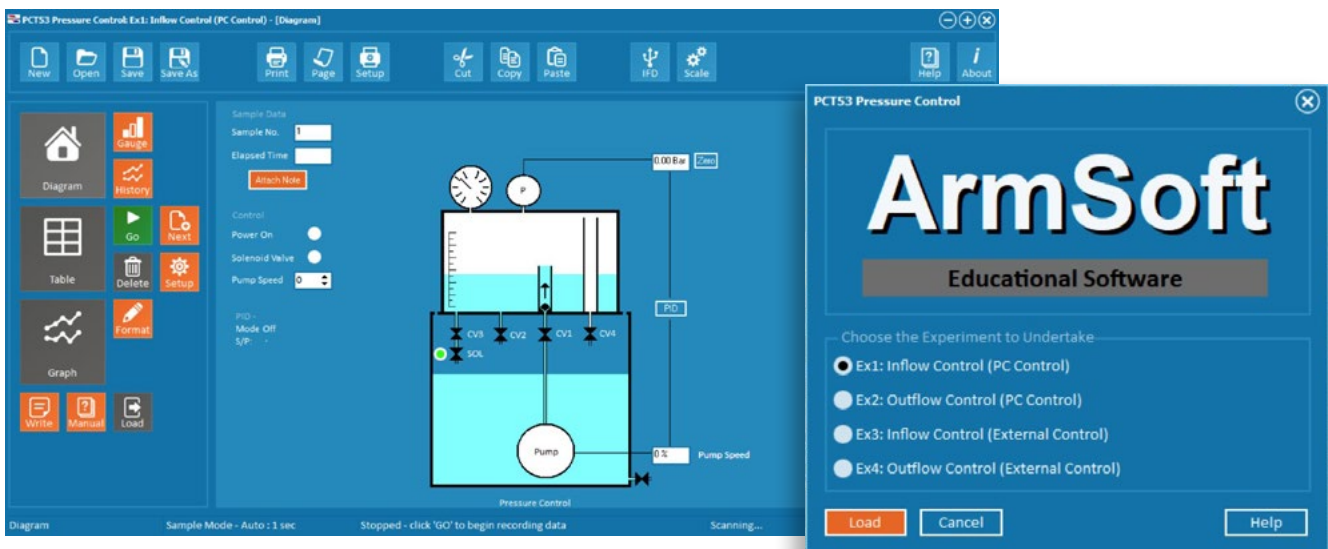 PCT53 Pressure Control: Ex1: Inflow Control (PC Control) - [Diagram]
New Open Save Save As Print Page Setup Cut Copy Paste IFD Scale Help About
Diagram
Gauge
History
Table
Go
Next
Delete
Setup
Graph
Format
Write Manual Load
Sample Data
Sample No. 1
Elapsed Time
Attach Note
Control
Power On
Solenoid Valve
Pump Speed 0
PID -
Mode Off
S/P: -
P
0.00 Bar Zero
PID
CV3 CV2 CV1 CV4
SOL
Pump
0 % Pump Speed
Pressure Control
Diagram Sample Mode - Auto : 1 sec Stopped - click 'GO' to begin recording data Scanning...
PCT53 Pressure Control
ArmSoft
Educational Software
Choose the Experiment to Undertake
Ex1: Inflow Control (PC Control)
Ex2: Outflow Control (PC Control)
Ex3: Inflow Control (External Control)
Ex4: Outflow Control (External Control)
Load Cancel Help